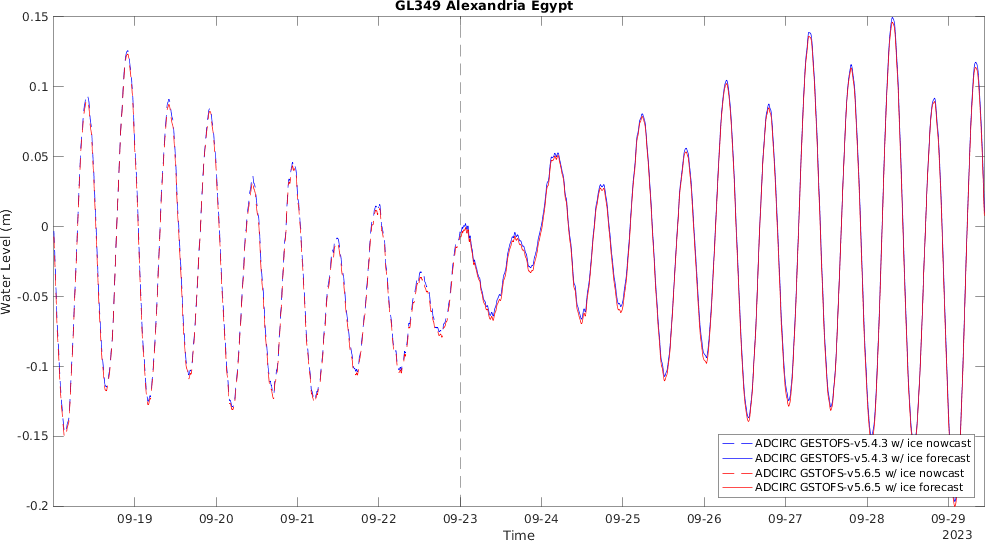 GL349 Alexandria Egypt
0.15
0.1
0.05
0
-0.05
-0.1
-0.15
-0.2
Water Level (m)
ADCIRC GESTOFS-v5.4.3 w/ ice nowcast
ADCIRC GESTOFS-v5.4.3 w/ ice forecast
ADCIRC GSTOFS-v5.6.5 w/ ice nowcast
ADCIRC GSTOFS-v5.6.5 w/ ice forecast
09-19 09-20 09-21 09-22 09-23 09-24 09-25 09-26 09-27 09-28 09-29
Time
2023